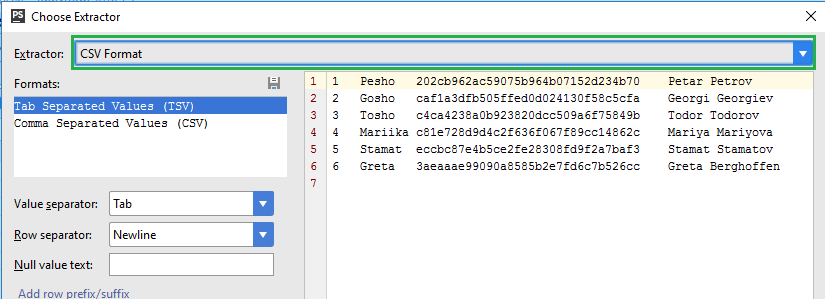 PS Choose Extractor
Extractor: CSV Format
Formats:
Tab Separated Values (TSV)
Comma Separated Values (CSV)
Value separator: Tab
Row separator: Newline
Null value text:
Add row prefix/suffix
1 1 Pesho 202cb962ac59075b964b07152d234b70 Petar Petrov
2 2 Gosho caf1a3dfb505ffed0d024130f58c5cfa Georgi Georgiev
3 3 Tosho c4ca4238a0b923820dcc509a6f75849b Todor Todorov
4 4 Mariika c81e728d9d4c2f636f067f89cc14862c Mariya Mariyova
5 5 Stamat eccbc87e4b5ce2fe28308fd9f2a7baf3 Stamat Stamatov
6 6 Greta 3aeaaae99090a8585b2e7fd6c7b526cc Greta Berghoffen
7